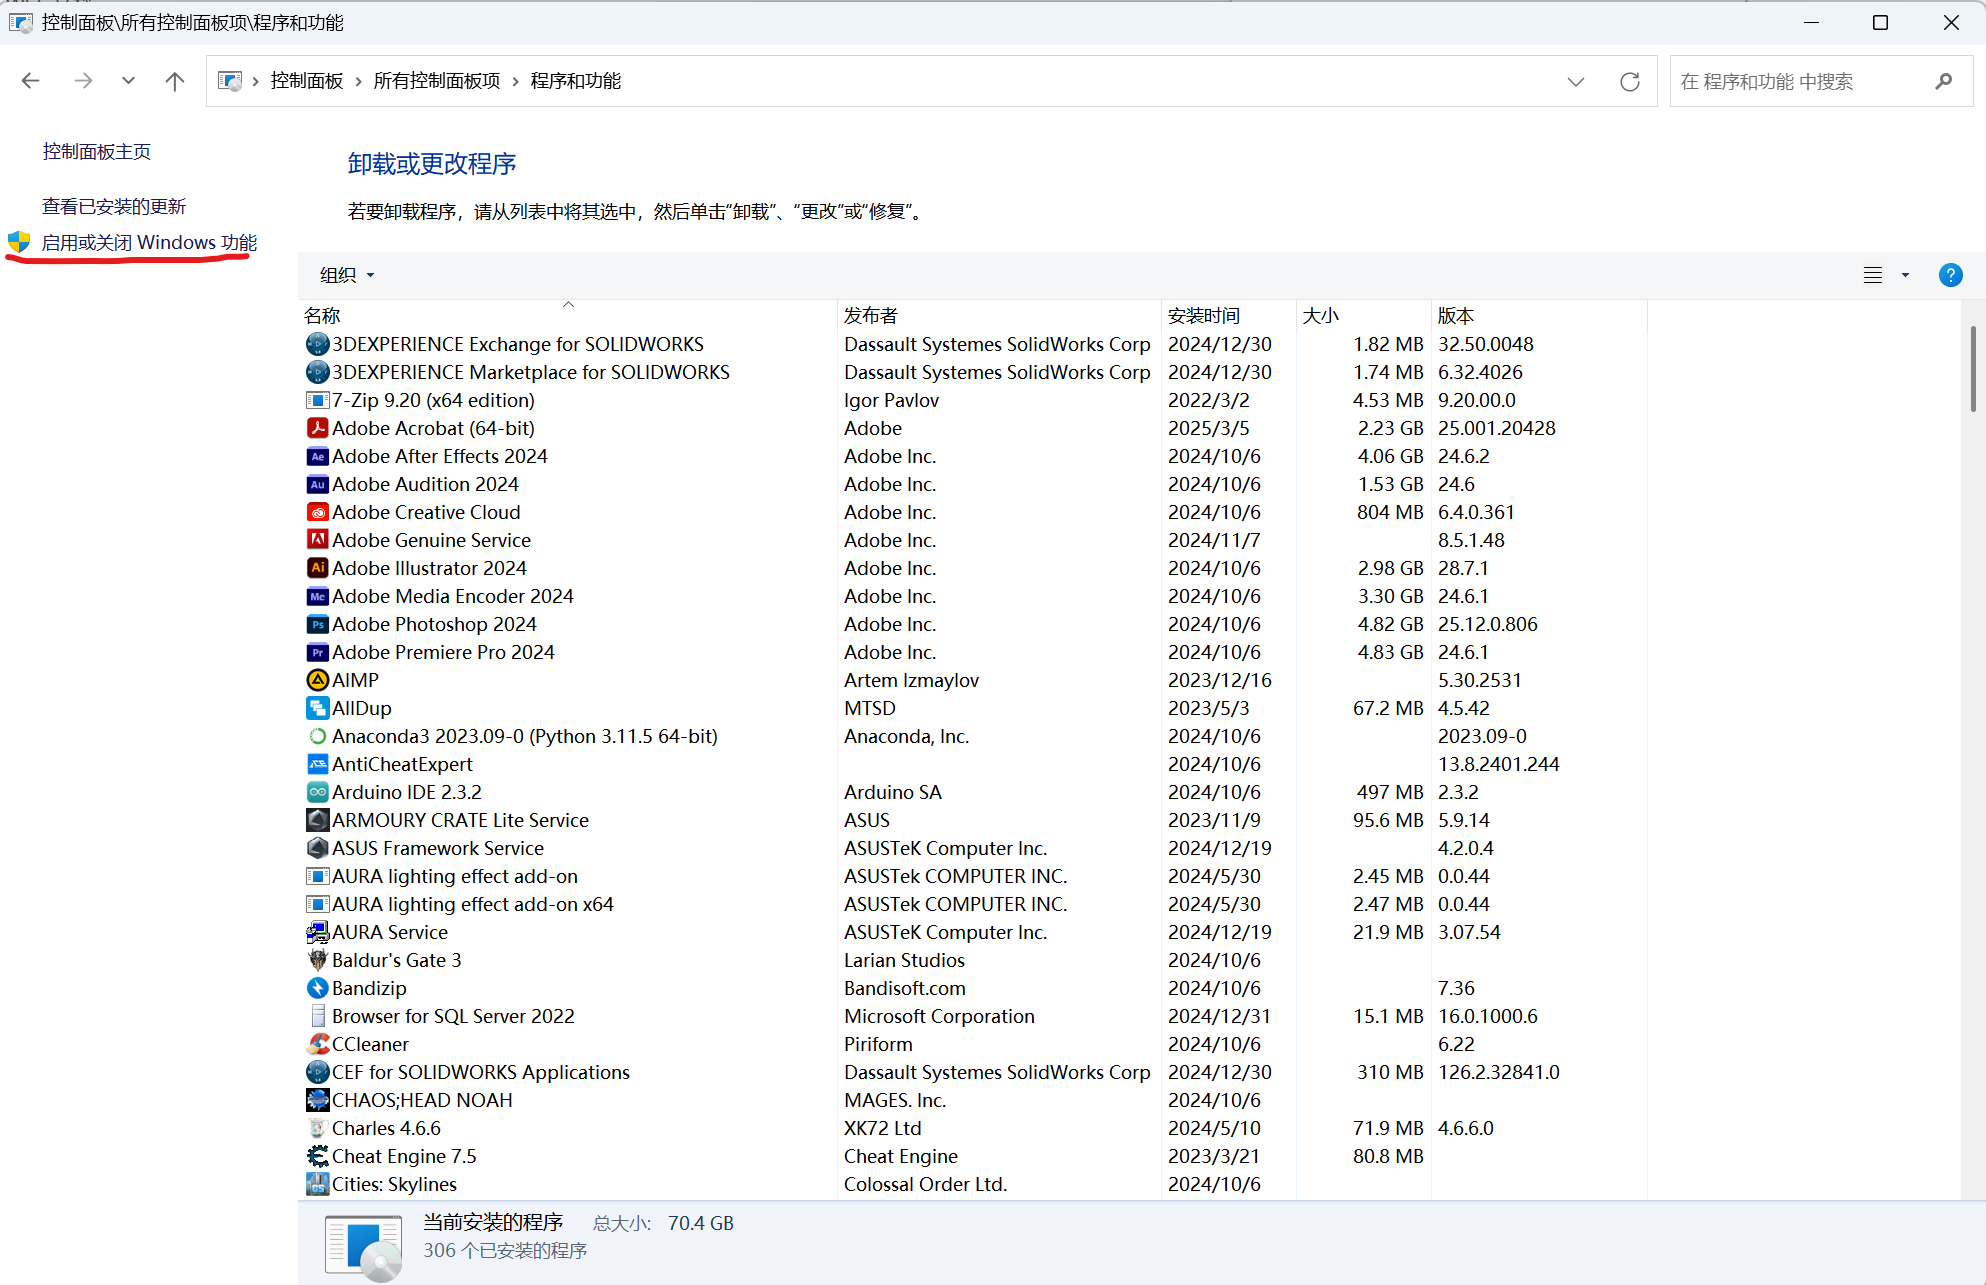 控制面板\所有控制面板项\程序和功能
控制面板 > 所有控制面板项 > 程序和功能
在 程序和功能 中搜索
控制面板主页
查看已安装的更新
启用或关闭 Windows 功能
卸载或更改程序
若要卸载程序，请从列表中将其选中，然后单击“卸载”、“更改”或“修复”。
组织
名称 发布者 安装时间 大小 版本
3DEXPERIENCE Exchange for SOLIDWORKS Dassault Systemes SolidWorks Corp 2024/12/30 1.82 MB 32.50.0048
3DEXPERIENCE Marketplace for SOLIDWORKS Dassault Systemes SolidWorks Corp 2024/12/30 1.74 MB 6.32.4026
7-Zip 9.20 (x64 edition) Igor Pavlov 2022/3/2 4.53 MB 9.20.00.0
Adobe Acrobat (64-bit) Adobe 2025/3/5 2.23 GB 25.001.20428
Adobe After Effects 2024 Adobe Inc. 2024/10/6 4.06 GB 24.6.2
Adobe Audition 2024 Adobe Inc. 2024/10/6 1.53 GB 24.6
Adobe Creative Cloud Adobe Inc. 2024/10/6 804 MB 6.4.0.361
Adobe Genuine Service Adobe Inc. 2024/11/7 8.5.1.48
Adobe Illustrator 2024 Adobe Inc. 2024/10/6 2.98 GB 28.7.1
Adobe Media Encoder 2024 Adobe Inc. 2024/10/6 3.30 GB 24.6.1
Adobe Photoshop 2024 Adobe Inc. 2024/10/6 4.82 GB 25.12.0.806
Adobe Premiere Pro 2024 Adobe Inc. 2024/10/6 4.83 GB 24.6.1
AIMP Artem Izmaylov 2023/12/16 5.30.2531
AllDup MTSD 2023/5/3 67.2 MB 4.5.42
Anaconda3 2023.09-0 (Python 3.11.5 64-bit) Anaconda, Inc. 2024/10/6 2023.09-0
AntiCheatExpert 2024/10/6 13.8.2401.244
Arduino IDE 2.3.2 Arduino SA 2024/10/6 497 MB 2.3.2
ARMOURY CRATE Lite Service ASUS 2023/11/9 95.6 MB 5.9.14
ASUS Framework Service ASUSTeK Computer Inc. 2024/12/19 4.2.0.4
AURA lighting effect add-on ASUSTek COMPUTER INC. 2024/5/30 2.45 MB 0.0.44
AURA lighting effect add-on x64 ASUSTek COMPUTER INC. 2024/5/30 2.47 MB 0.0.44
AURA Service ASUSTeK Computer Inc. 2024/12/19 21.9 MB 3.07.54
Baldur's Gate 3 Larian Studios 2024/10/6
Bandizip Bandisoft.com 2024/10/6 7.36
Browser for SQL Server 2022 Microsoft Corporation 2024/12/31 15.1 MB 16.0.1000.6
CCleaner Piriform 2024/10/6 6.22
CEF for SOLIDWORKS Applications Dassault Systemes SolidWorks Corp 2024/12/30 310 MB 126.2.32841.0
CHAOS;HEAD NOAH MAGES. Inc. 2024/10/6
Charles 4.6.6 XK72 Ltd 2024/5/10 71.9 MB 4.6.6.0
Cheat Engine 7.5 Cheat Engine 2023/3/21 80.8 MB
Cities: Skylines Colossal Order Ltd. 2024/10/6
当前安装的程序 总大小: 70.4 GB
306 个已安装的程序